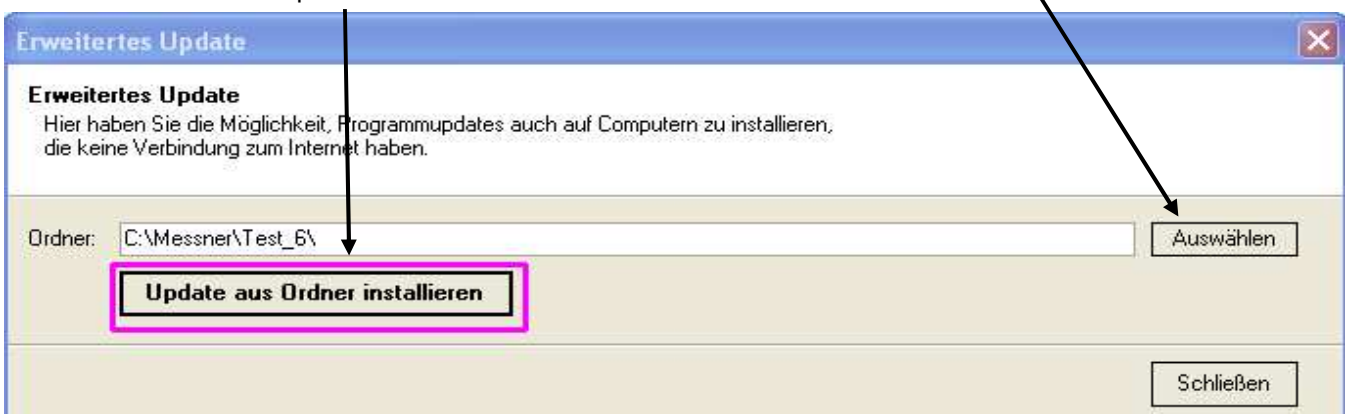 Erweitertes Update
Erweitertes Update
Hier haben Sie die Möglichkeit, Programmupdates auch auf Computern zu installieren,
die keine Verbindung zum Internet haben.
Ordner: C:\Messner\Test_6\ Auswählen
Update aus Ordner installieren
Schließen